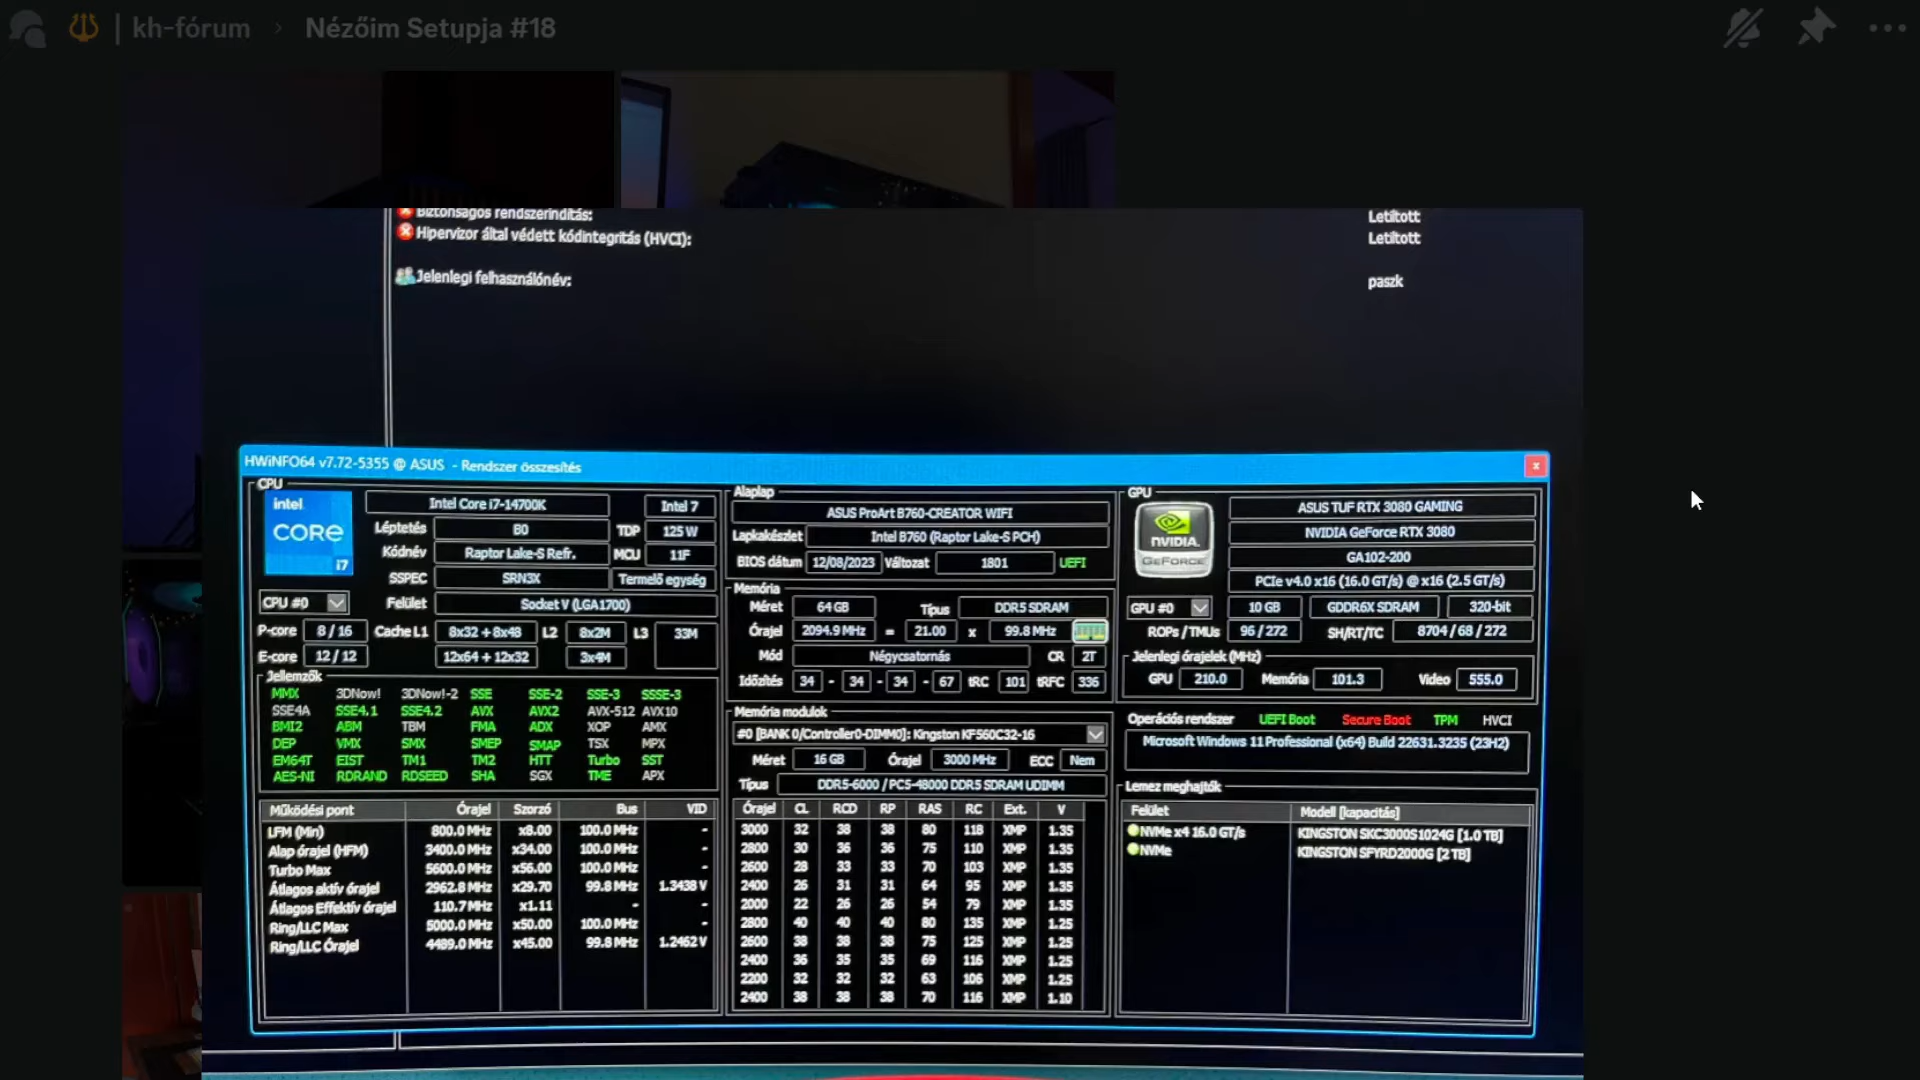 kh-fórum › Nézőim Setupja #18
Biztonságos rendszerindítás: Letiltott
Hipervizor által védett kódintegritás (HVCI): Letiltott
Jelenlegi felhasználónév: paszk
HWiNFO64 v7.72-5355 @ ASUS - Rendszer összesítés
CPU
intel CORE i7
Intel Core i7-14700K Intel 7
Léptetés B0 TDP 125 W
Kódnév Raptor Lake-S Refr. MCU 11F
SSPEC SRN3X Termelő egység
CPU #0 Felület Socket V (LGA1700)
P-core 8 / 16 Cache L1 8x32 + 8x48 L2 8x2M L3 33M
E-core 12 / 12 12x64 + 12x32 3x4M
Jellemzők
MMX 3DNow! 3DNow!-2 SSE SSE-2 SSE-3 SSSE-3
SSE4A SSE4.1 SSE4.2 AVX AVX2 AVX-512 AVX10
BMI2 ABM TBM FMA ADX XOP AMX
DEP VMX SMX SMEP SMAP TSX MPX
EM64T EIST TM1 TM2 HTT Turbo SST
AES-NI RDRAND RDSEED SHA SGX TME APX
Működési pont Órajel Szorzó Bus VID
LFM (Min) 800.0 MHz x8.00 100.0 MHz -
Alap órajel (HFM) 3400.0 MHz x34.00 100.0 MHz -
Turbo Max 5600.0 MHz x56.00 100.0 MHz -
Átlagos aktív órajel 2962.8 MHz x29.70 99.8 MHz 1.3438 V
Átlagos Effektív órajel 110.7 MHz x1.11 - -
Ring/LLC Max 5000.0 MHz x50.00 100.0 MHz -
Ring/LLC Órajel 4489.0 MHz x45.00 99.8 MHz 1.2462 V
Alaplap
ASUS ProArt B760-CREATOR WIFI
Lapkakészlet Intel B760 (Raptor Lake-S PCH)
BIOS dátum 12/08/2023 Változat 1801 UEFI
Memória
Méret 64 GB Típus DDR5 SDRAM
Órajel 2094.9 MHz = 21.00 x 99.8 MHz
Mód Négycsatornás CR 2T
Időzítés 34 - 34 - 34 - 67 tRC 101 tRFC 336
Memória modulok
#0 [BANK 0/Controller0-DIMM0]: Kingston KF560C32-16
Méret 16 GB Órajel 3000 MHz ECC Nem
Típus DDR5-6000 / PC5-48000 DDR5 SDRAM UDIMM
Órajel CL RCD RP RAS RC Ext. V
3000 32 38 38 80 118 XMP 1.35
2800 30 36 36 75 110 XMP 1.35
2600 28 33 33 70 103 XMP 1.35
2400 26 31 31 64 95 XMP 1.35
2000 22 26 26 54 79 XMP 1.35
2800 40 40 40 80 135 XMP 1.25
2600 38 38 38 75 125 XMP 1.25
2400 36 35 35 69 116 XMP 1.25
2200 32 32 32 63 106 XMP 1.25
2400 38 38 38 70 116 XMP 1.10
GPU
NVIDIA GEFORCE
ASUS TUF RTX 3080 GAMING
NVIDIA GeForce RTX 3080
GA102-200
PCIe v4.0 x16 (16.0 GT/s) @ x16 (2.5 GT/s)
GPU #0 10 GB GDDR6X SDRAM 320-bit
ROPs / TMUs 96 / 272 SH/RT/TC 8704 / 68 / 272
Jelenlegi órajelek (MHz)
GPU 210.0 Memória 101.3 Video 555.0
Operációs rendszer UEFI Boot Secure Boot TPM HVCI
Microsoft Windows 11 Professional (x64) Build 22631.3235 (23H2)
Lemez meghajtók
Felület Modell [kapacitás]
NVMe x4 16.0 GT/s KINGSTON SKC3000S1024G [1.0 TB]
NVMe KINGSTON SFYRD2000G [2 TB]